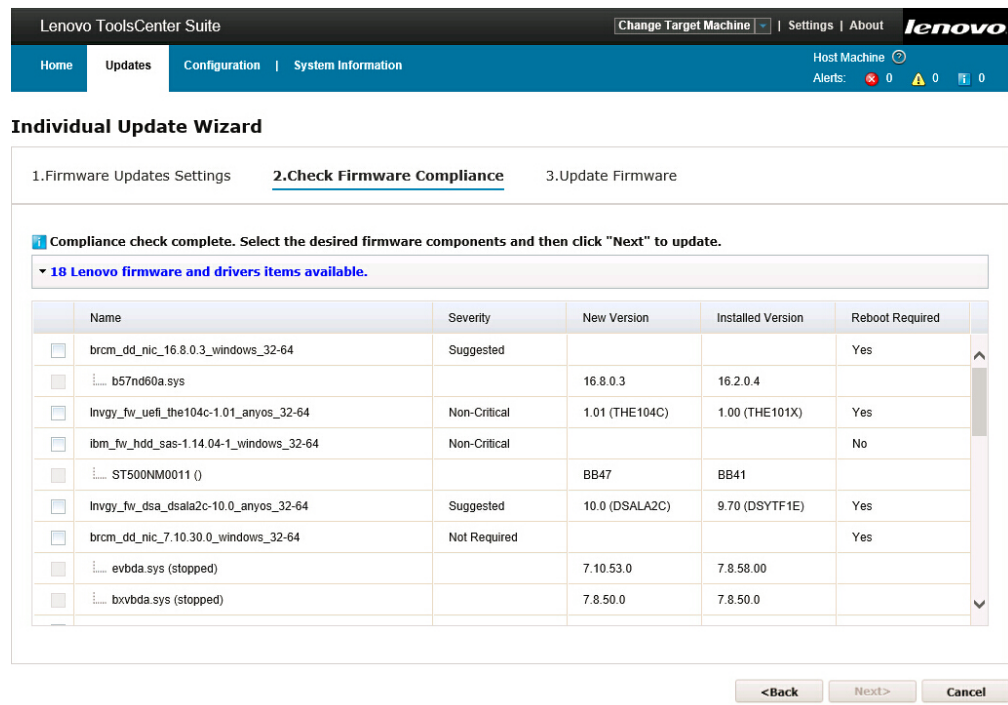 Lenovo ToolsCenter Suite
Change Target Machine | Settings | About lenovo
Home Updates Configuration | System Information
Host Machine ?
Alerts: 0 0 0
Individual Update Wizard
1.Firmware Updates Settings 2.Check Firmware Compliance 3.Update Firmware
Compliance check complete. Select the desired firmware components and then click "Next" to update.
18 Lenovo firmware and drivers items available.
Name Severity New Version Installed Version Reboot Required
brcm_dd_nic_16.8.0.3_windows_32-64 Suggested Yes
b57nd60a.sys 16.8.0.3 16.2.0.4
lnvgy_fw_uefi_the104c-1.01_anyos_32-64 Non-Critical 1.01 (THE104C) 1.00 (THE101X) Yes
ibm_fw_hdd_sas-1.14.04-1_windows_32-64 Non-Critical No
ST500NM0011 () BB47 BB41
lnvgy_fw_dsa_dsala2c-10.0_anyos_32-64 Suggested 10.0 (DSALA2C) 9.70 (DSYTF1E) Yes
brcm_dd_nic_7.10.30.0_windows_32-64 Not Required Yes
evbda.sys (stopped) 7.10.53.0 7.8.58.00
bxvbda.sys (stopped) 7.8.50.0 7.8.50.0
<Back Next> Cancel